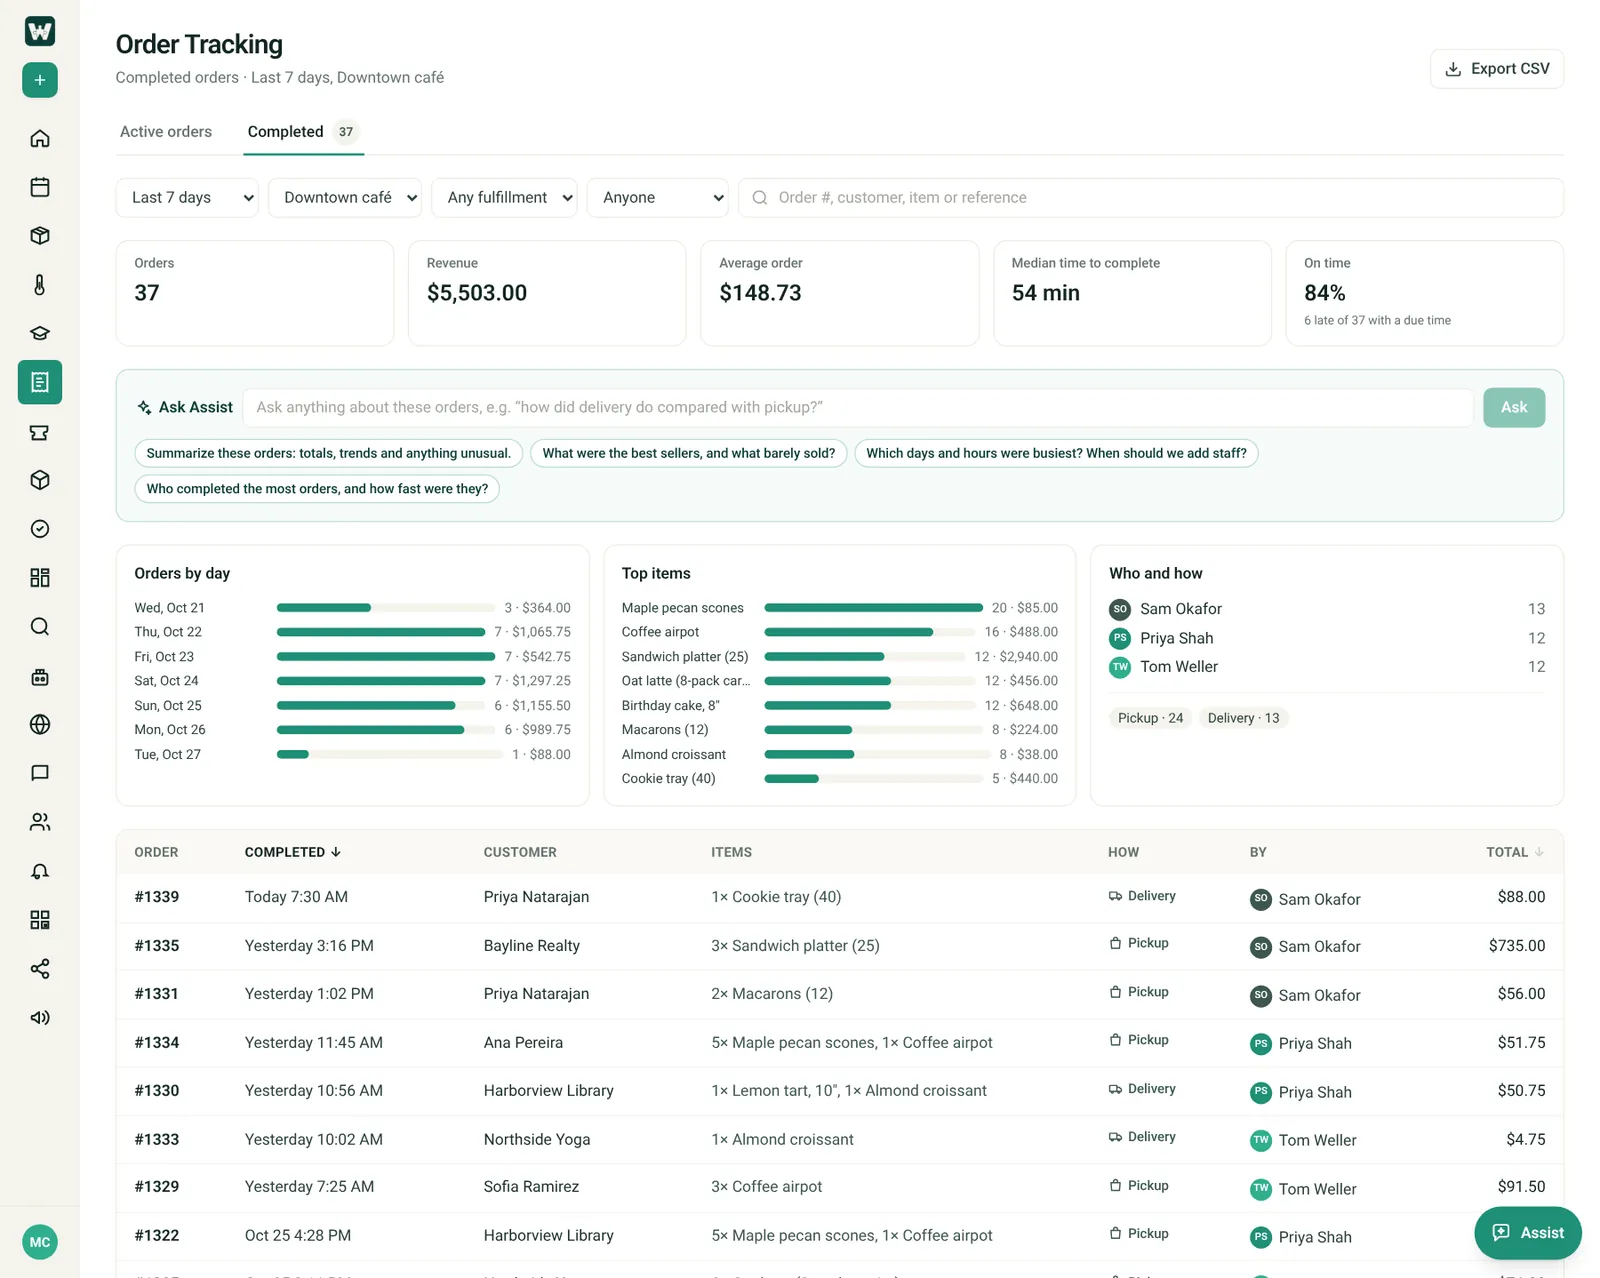 W
+
Order Tracking
Completed orders · Last 7 days, Downtown café
Export CSV
Active orders
Completed 37
Last 7 days
Downtown café
Any fulfillment
Anyone
Order #, customer, item or reference
Orders
37
Revenue
$5,503.00
Average order
$148.73
Median time to complete
54 min
On time
84%
6 late of 37 with a due time
Ask Assist
Ask anything about these orders, e.g. “how did delivery do compared with pickup?”
Ask
Summarize these orders: totals, trends and anything unusual.
What were the best sellers, and what barely sold?
Which days and hours were busiest? When should we add staff?
Who completed the most orders, and how fast were they?
Orders by day
Wed, Oct 21 3 · $364.00
Thu, Oct 22 7 · $1,065.75
Fri, Oct 23 7 · $542.75
Sat, Oct 24 7 · $1,297.25
Sun, Oct 25 6 · $1,155.50
Mon, Oct 26 6 · $989.75
Tue, Oct 27 1 · $88.00
Top items
Maple pecan scones 20 · $85.00
Coffee airpot 16 · $488.00
Sandwich platter (25) 12 · $2,940.00
Oat latte (8-pack car… 12 · $456.00
Birthday cake, 8" 12 · $648.00
Macarons (12) 8 · $224.00
Almond croissant 8 · $38.00
Cookie tray (40) 5 · $440.00
Who and how
SO Sam Okafor 13
PS Priya Shah 12
TW Tom Weller 12
Pickup · 24 Delivery · 13
ORDER COMPLETED CUSTOMER ITEMS HOW BY TOTAL
#1339 Today 7:30 AM Priya Natarajan 1× Cookie tray (40) Delivery SO Sam Okafor $88.00
#1335 Yesterday 3:16 PM Bayline Realty 3× Sandwich platter (25) Pickup SO Sam Okafor $735.00
#1331 Yesterday 1:02 PM Priya Natarajan 2× Macarons (12) Pickup SO Sam Okafor $56.00
#1334 Yesterday 11:45 AM Ana Pereira 5× Maple pecan scones, 1× Coffee airpot Pickup PS Priya Shah $51.75
#1330 Yesterday 10:56 AM Harborview Library 1× Lemon tart, 10", 1× Almond croissant Delivery PS Priya Shah $50.75
#1333 Yesterday 10:02 AM Northside Yoga 1× Almond croissant Delivery TW Tom Weller $4.75
#1329 Yesterday 7:25 AM Sofia Ramirez 3× Coffee airpot Pickup TW Tom Weller $91.50
#1322 Oct 25 4:28 PM Harborview Library 5× Maple pecan scones, 1× Coffee airpot Pickup PS Priya Shah
Assist
MC